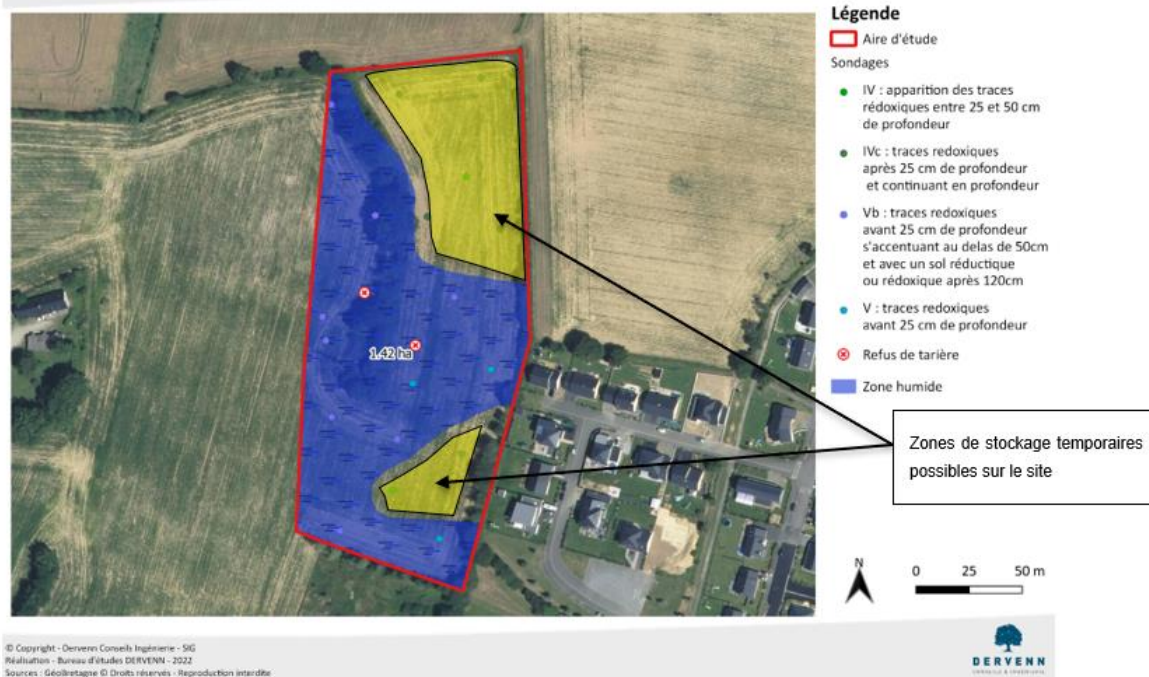 Légende
Aire d'étude
Sondages
IV : apparition des traces
rédoxiques entre 25 et 50 cm
de profondeur
IVc : traces redoxiques
après 25 cm de profondeur
et continuant en profondeur
Vb : traces redoxiques
avant 25 cm de profondeur
s'accentuant au delas de 50cm
et avec un sol réductique
ou rédoxique après 120cm
V : traces redoxiques
avant 25 cm de profondeur
Refus de tarière
Zone humide
1.42 ha
Zones de stockage temporaires
possibles sur le site
N
0 25 50 m
© Copyright - Dervenn Conseils Ingénierie - SIG
Réalisation - Bureau d'études DERVENN - 2022
Sources : GéoBretagne © Droits réservés - Reproduction interdite
DERVENN